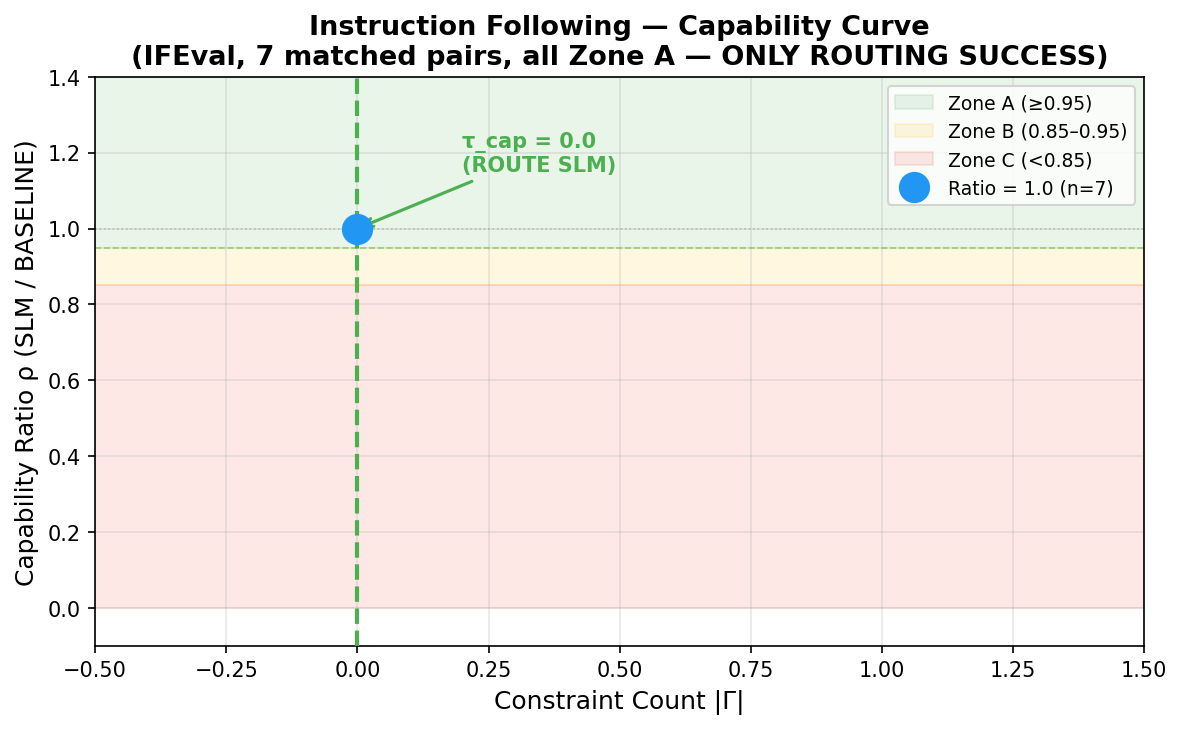 Instruction Following — Capability Curve
(IFEval, 7 matched pairs, all Zone A — ONLY ROUTING SUCCESS)
Capability Ratio ρ (SLM / BASELINE)
1.4
1.2
1.0
0.8
0.6
0.4
0.2
0.0
τ_cap = 0.0
(ROUTE SLM)
Zone A (≥0.95)
Zone B (0.85–0.95)
Zone C (<0.85)
Ratio = 1.0 (n=7)
−0.50 −0.25 0.00 0.25 0.50 0.75 1.00 1.25 1.50
Constraint Count |Γ|